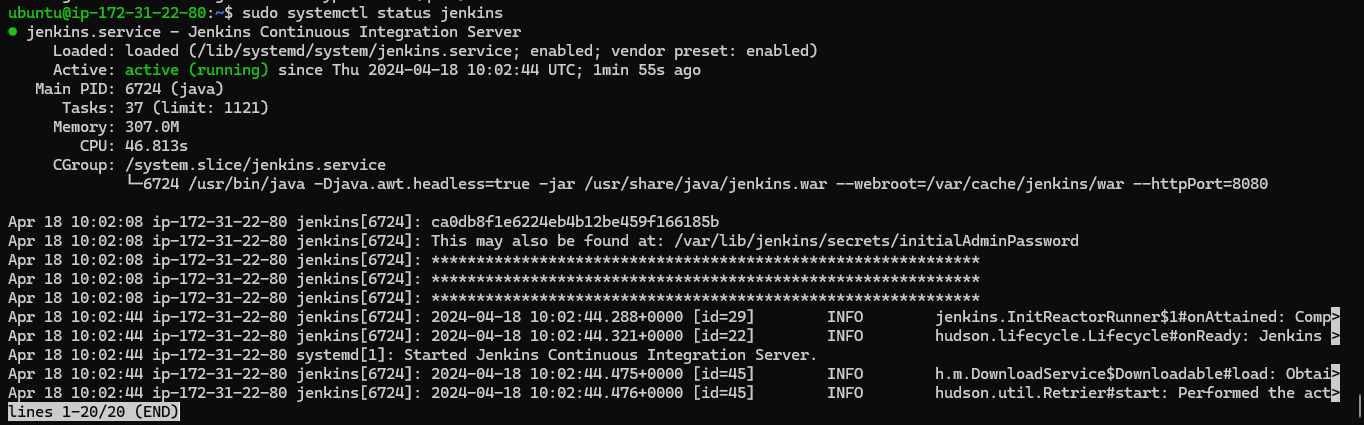 ubuntu@ip-172-31-22-80:~$ sudo systemctl status jenkins
● jenkins.service - Jenkins Continuous Integration Server
Loaded: loaded (/lib/systemd/system/jenkins.service; enabled; vendor preset: enabled)
Active: active (running) since Thu 2024-04-18 10:02:44 UTC; 1min 55s ago
Main PID: 6724 (java)
Tasks: 37 (limit: 1121)
Memory: 307.0M
CPU: 46.813s
CGroup: /system.slice/jenkins.service
└─6724 /usr/bin/java -Djava.awt.headless=true -jar /usr/share/java/jenkins.war --webroot=/var/cache/jenkins/war --httpPort=8080
Apr 18 10:02:08 ip-172-31-22-80 jenkins[6724]: ca0db8f1e6224eb4b12be459f166185b
Apr 18 10:02:08 ip-172-31-22-80 jenkins[6724]: This may also be found at: /var/lib/jenkins/secrets/initialAdminPassword
Apr 18 10:02:08 ip-172-31-22-80 jenkins[6724]: *************************************************************
Apr 18 10:02:08 ip-172-31-22-80 jenkins[6724]: *************************************************************
Apr 18 10:02:08 ip-172-31-22-80 jenkins[6724]: *************************************************************
Apr 18 10:02:44 ip-172-31-22-80 jenkins[6724]: 2024-04-18 10:02:44.288+0000 [id=29] INFO jenkins.InitReactorRunner$1#onAttained: Comp>
Apr 18 10:02:44 ip-172-31-22-80 jenkins[6724]: 2024-04-18 10:02:44.321+0000 [id=22] INFO hudson.lifecycle.Lifecycle#onReady: Jenkins >
Apr 18 10:02:44 ip-172-31-22-80 systemd[1]: Started Jenkins Continuous Integration Server.
Apr 18 10:02:44 ip-172-31-22-80 jenkins[6724]: 2024-04-18 10:02:44.475+0000 [id=45] INFO h.m.DownloadService$Downloadable#load: Obtai>
Apr 18 10:02:44 ip-172-31-22-80 jenkins[6724]: 2024-04-18 10:02:44.476+0000 [id=45] INFO hudson.util.Retrier#start: Performed the act>
lines 1-20/20 (END)